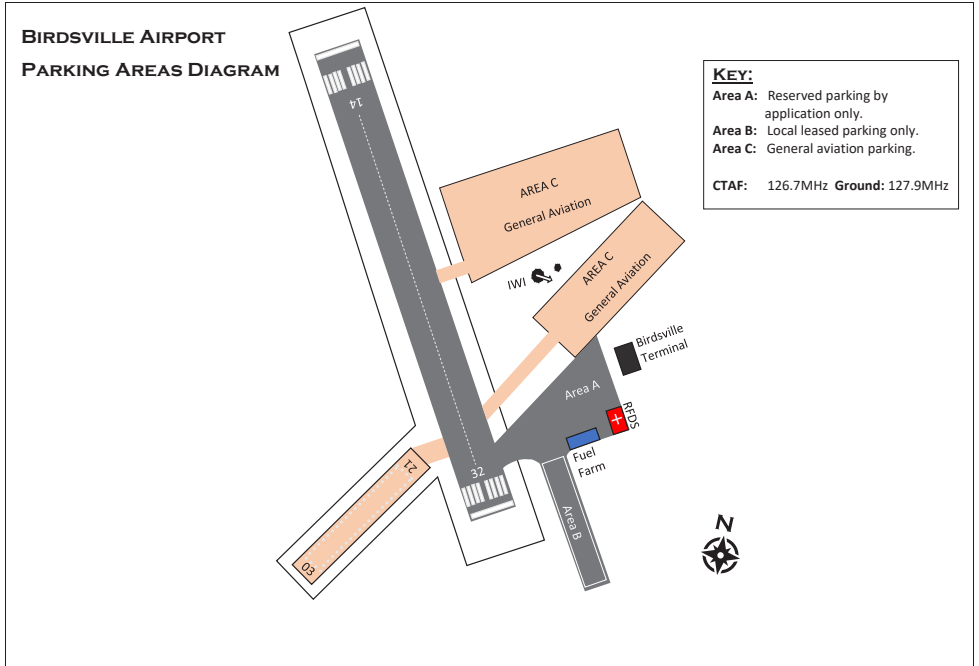 BIRDSVILLE AIRPORT
PARKING AREAS DIAGRAM
KEY:
Area A: Reserved parking by
application only.
Area B: Local leased parking only.
Area C: General aviation parking.
CTAF: 126.7MHz Ground: 127.9MHz
14
AREA C
General Aviation
IWI
AREA C
General Aviation
Birdsville
Terminal
Area A
RFDS
Fuel
Farm
21
32
Area B
03
N